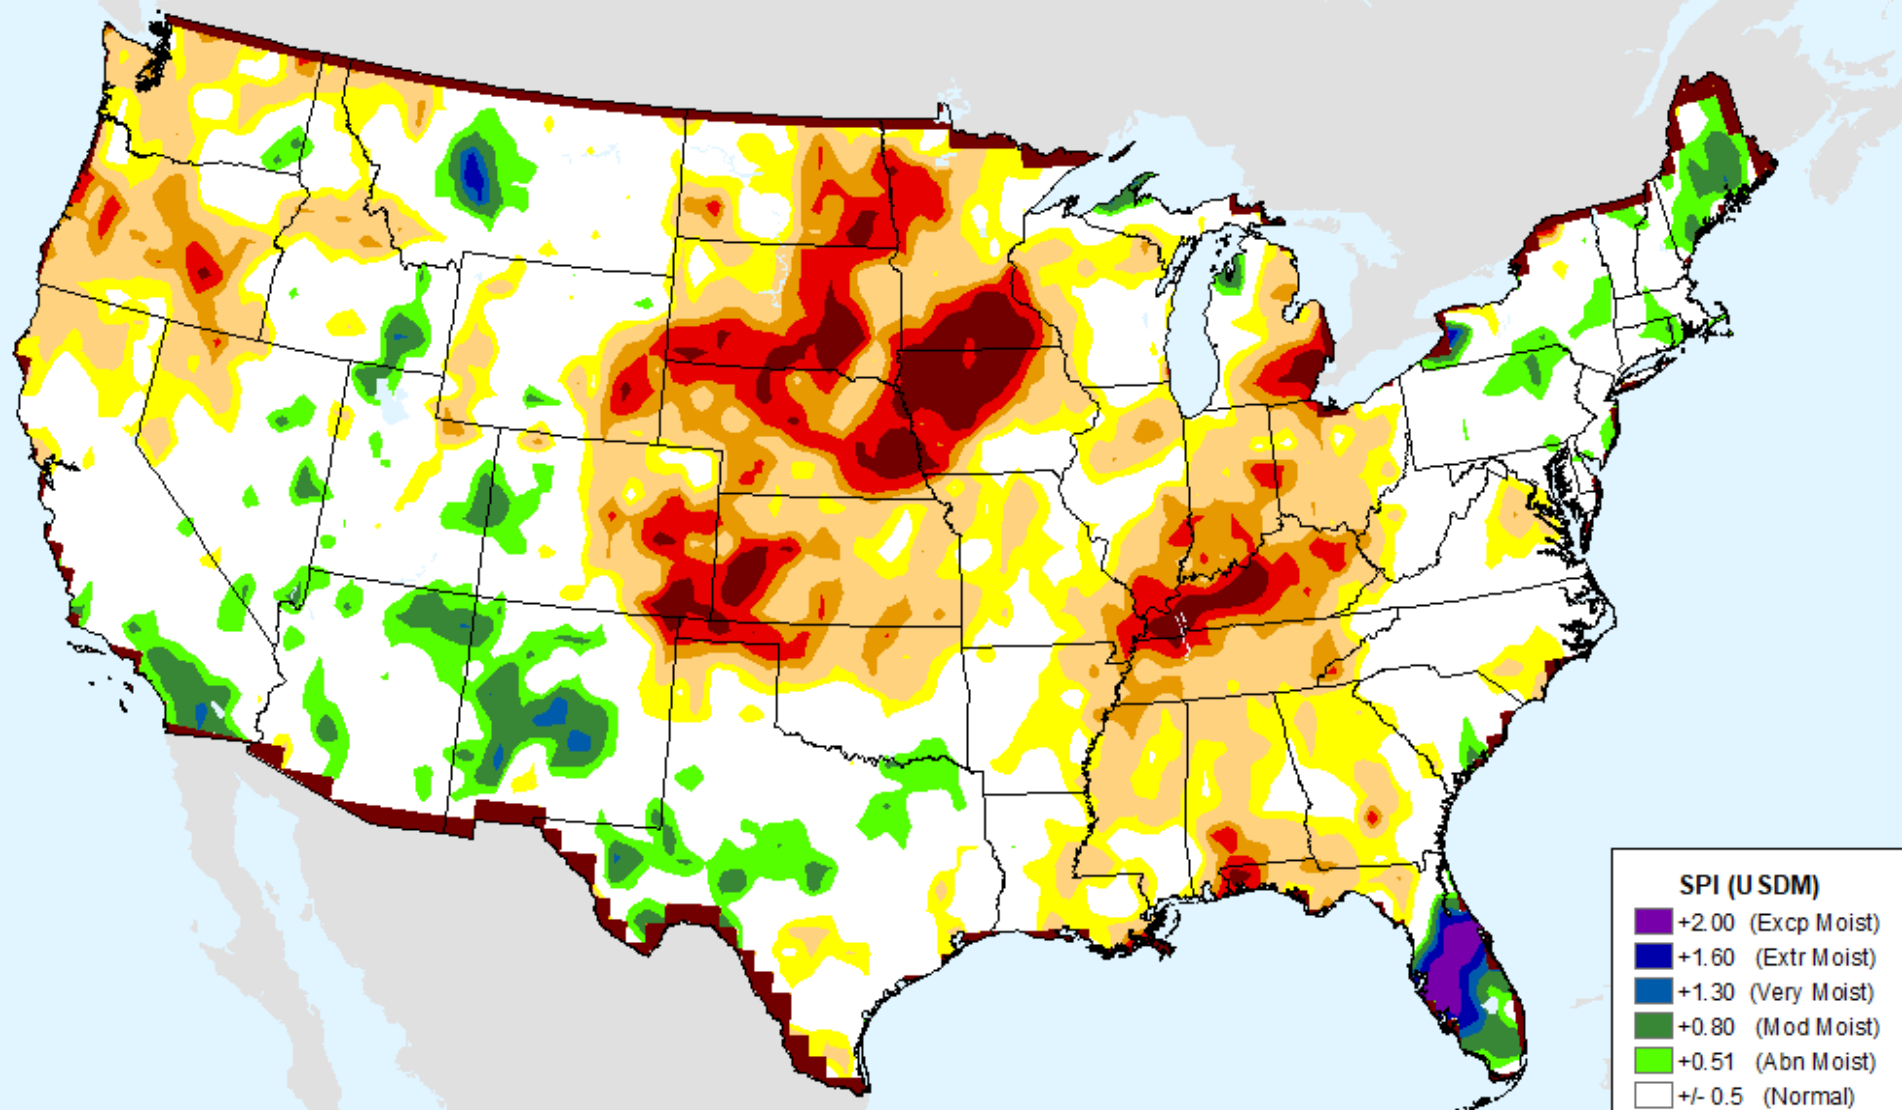 SPI (USDM)
+2.00 (Excp Moist)
+1.60 (Extr Moist)
+1.30 (Very Moist)
+0.80 (Mod Moist)
+0.51 (Abn Moist)
+/- 0.5 (Normal)